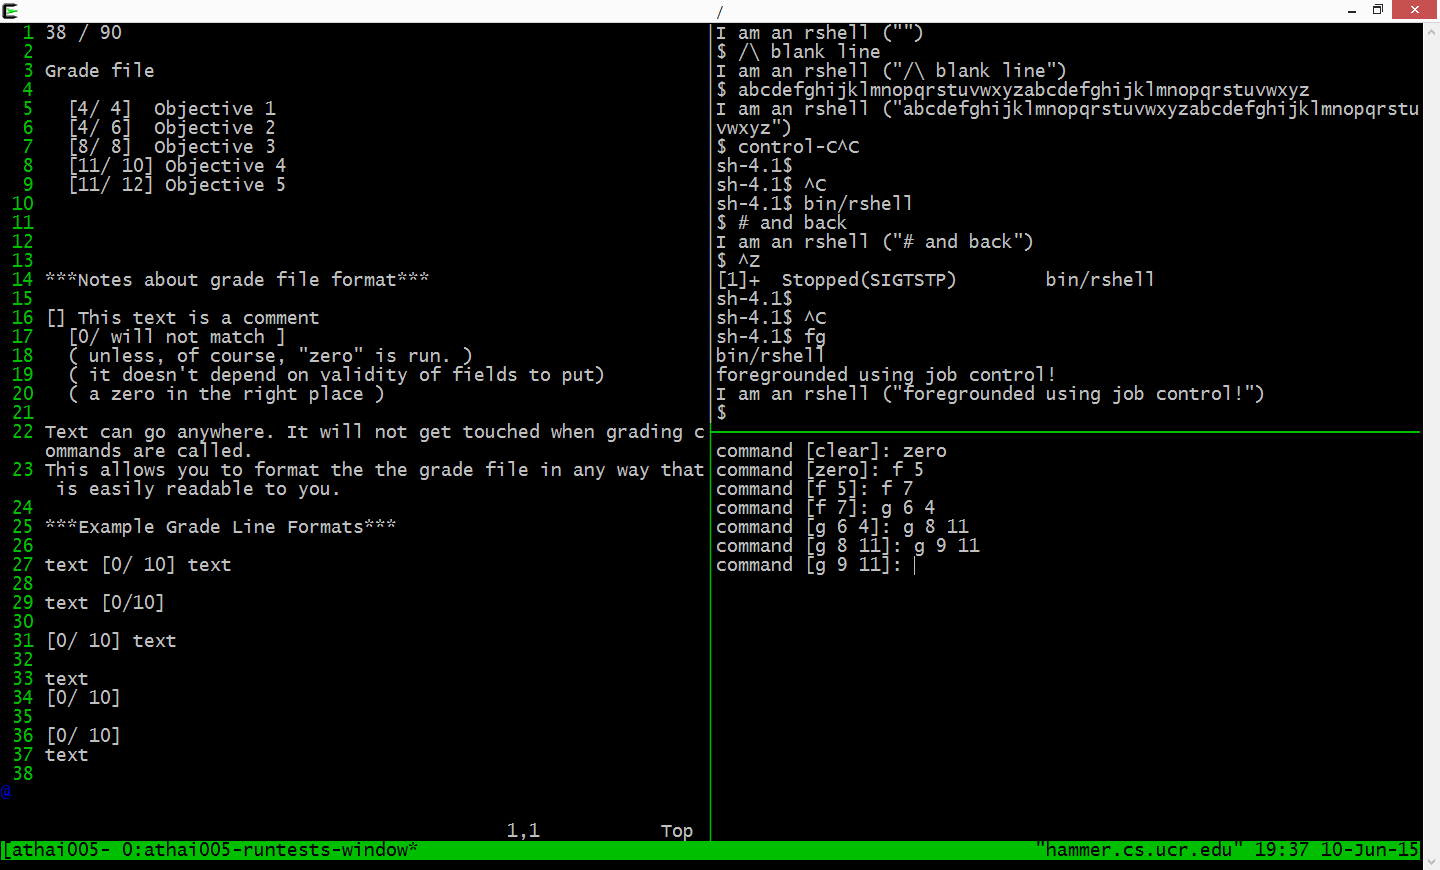 /
1 38 / 90
2
3 Grade file
4
5   [4/ 4]  Objective 1
6   [4/ 6]  Objective 2
7   [8/ 8]  Objective 3
8   [11/ 10] Objective 4
9   [11/ 12] Objective 5
10
11
12
13
14 ***Notes about grade file format***
15
16 [] This text is a comment
17   [0/ will not match ]
18   ( unless, of course, "zero" is run. )
19   ( it doesn't depend on validity of fields to put)
20   ( a zero in the right place )
21
22 Text can go anywhere. It will not get touched when grading c
ommands are called.
23 This allows you to format the the grade file in any way that
 is easily readable to you.
24
25 ***Example Grade Line Formats***
26
27 text [0/ 10] text
28
29 text [0/10]
30
31 [0/ 10] text
32
33 text
34 [0/ 10]
35
36 [0/ 10]
37 text
38
@
1,1 Top
I am an rshell ("")
$ /\ blank line
I am an rshell ("/\ blank line")
$ abcdefghijklmnopqrstuvwxyzabcdefghijklmnopqrstuvwxyz
I am an rshell ("abcdefghijklmnopqrstuvwxyzabcdefghijklmnopqrstu
vwxyz")
$ control-C^C
sh-4.1$
sh-4.1$ ^C
sh-4.1$ bin/rshell
$ # and back
I am an rshell ("# and back")
$ ^Z
[1]+  Stopped(SIGTSTP)        bin/rshell
sh-4.1$
sh-4.1$ ^C
sh-4.1$ fg
bin/rshell
foregrounded using job control!
I am an rshell ("foregrounded using job control!")
$
command [clear]: zero
command [zero]: f 5
command [f 5]: f 7
command [f 7]: g 6 4
command [g 6 4]: g 8 11
command [g 8 11]: g 9 11
command [g 9 11]:
[athai005- 0:athai005-runtests-window* "hammer.cs.ucr.edu" 19:37 10-Jun-15